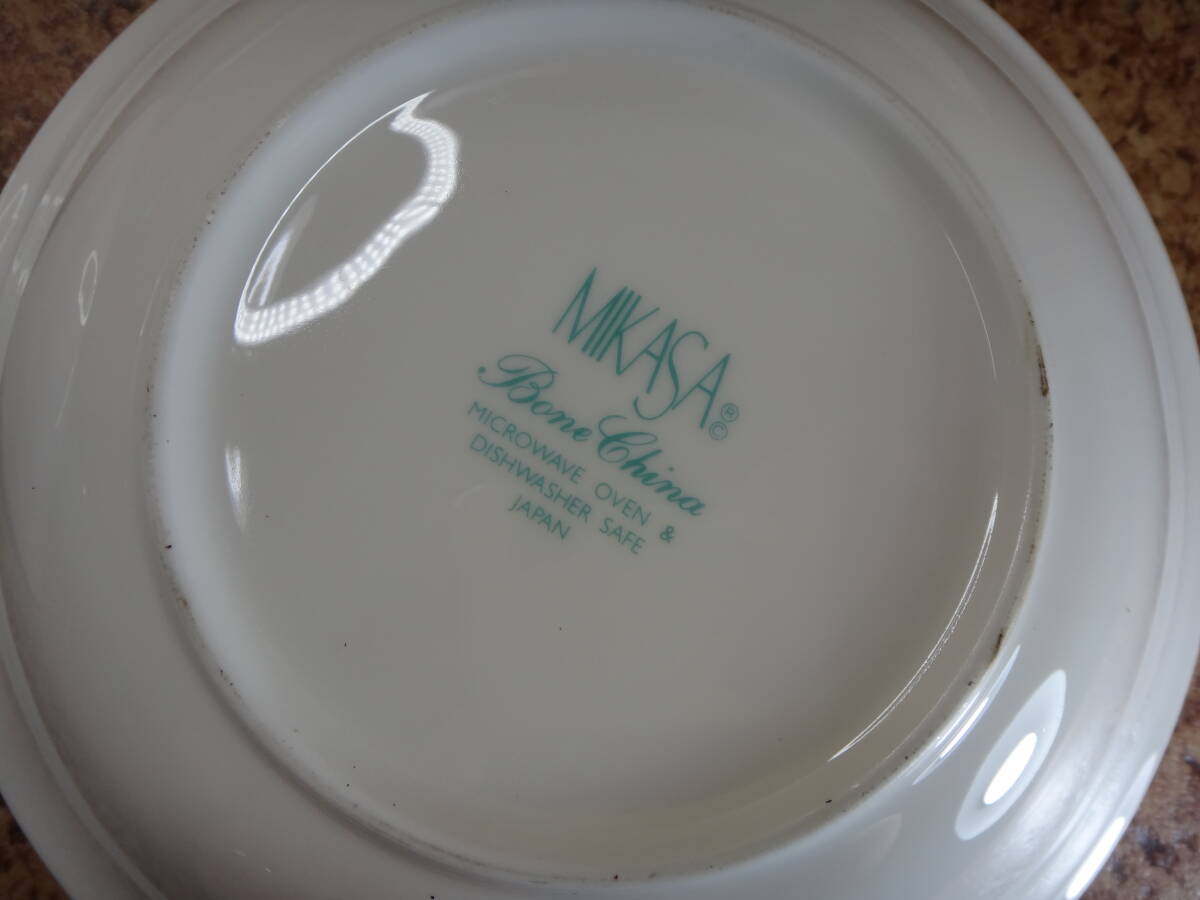 MIKASA®©
Bone China
MICROWAVE OVEN &
DISHWASHER SAFE
JAPAN